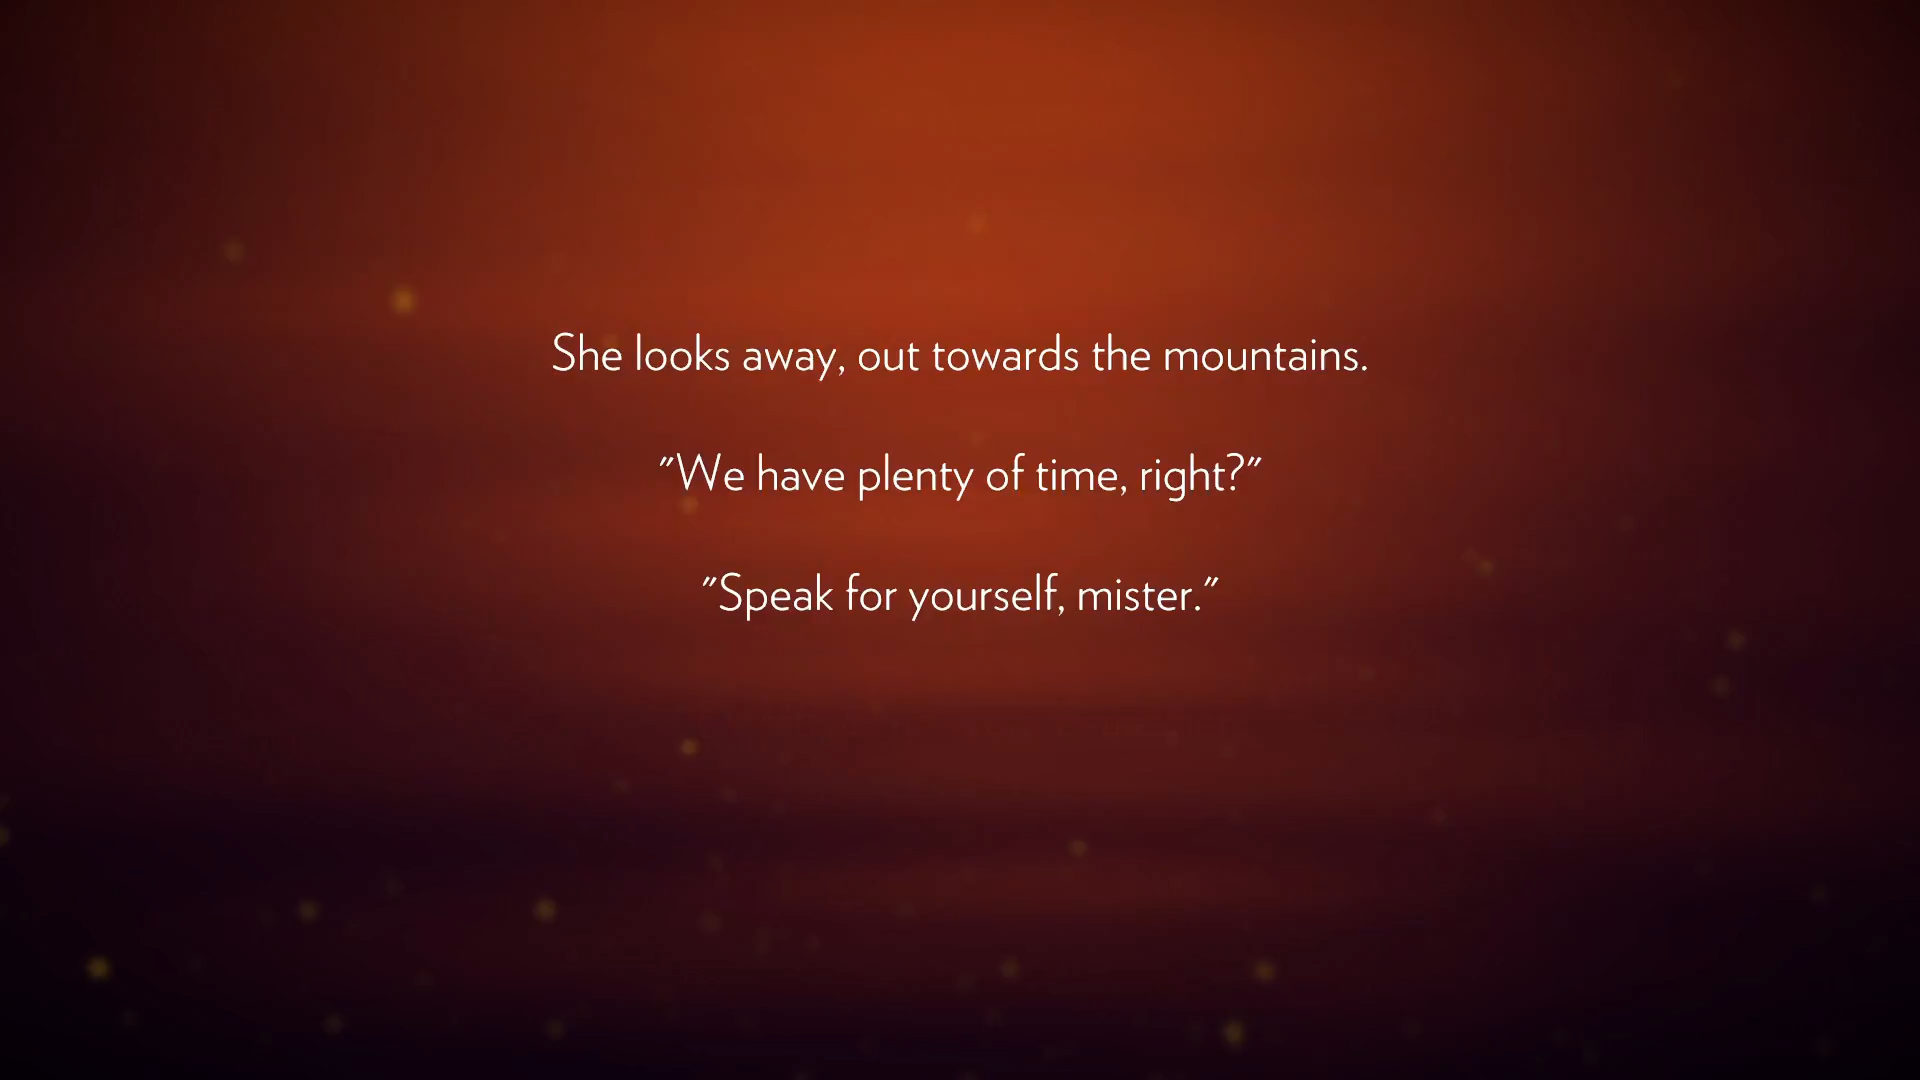 She looks away, out towards the mountains.
"We have plenty of time, right?"
"Speak for yourself, mister."